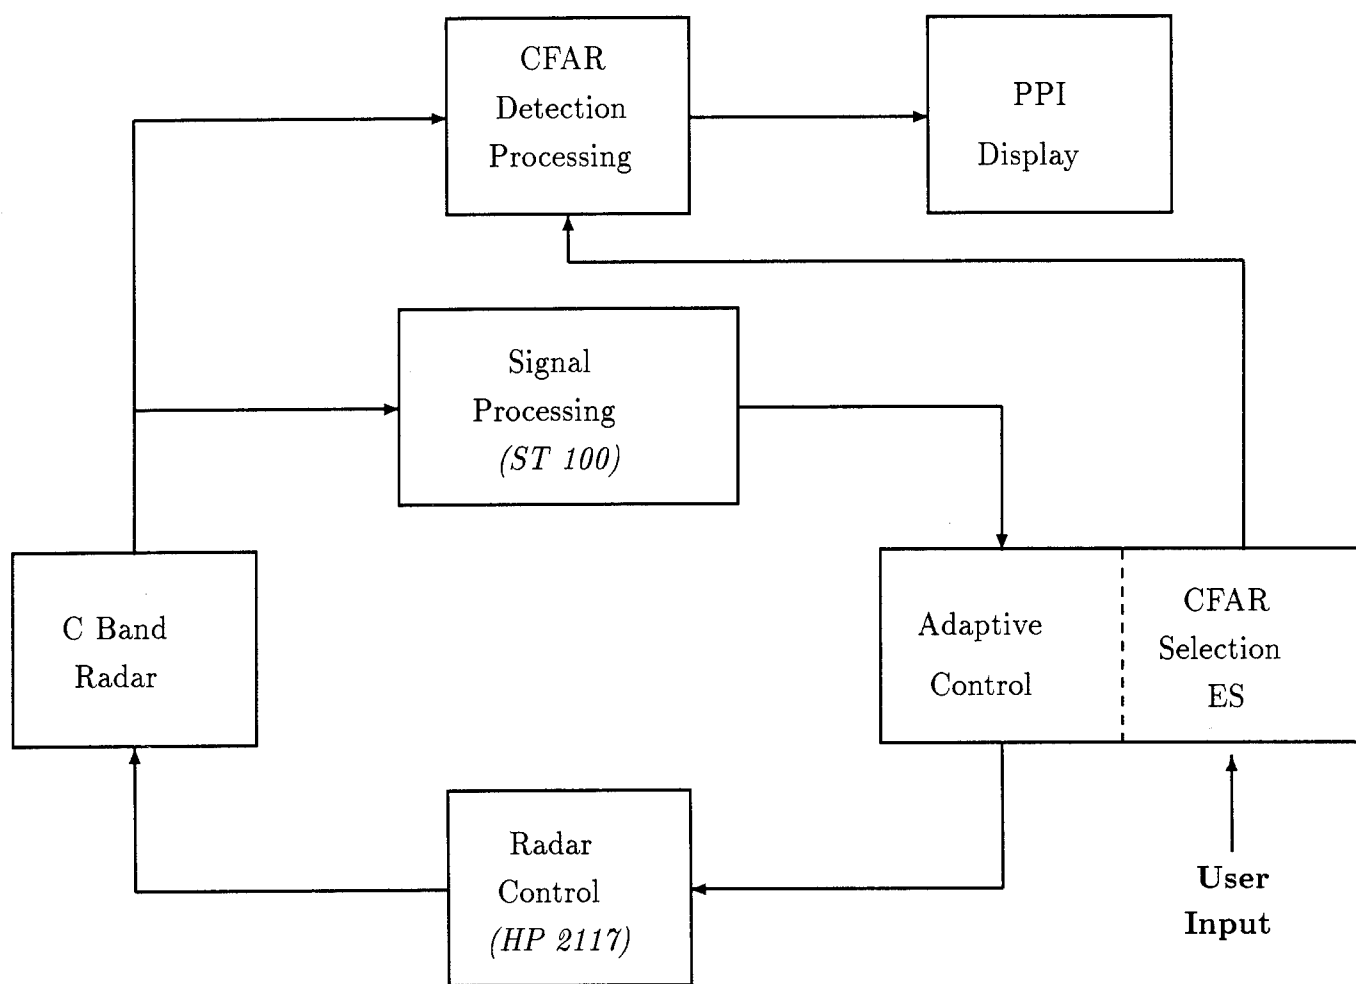 CFAR
Detection
Processing
PPI
Display
Signal
Processing
(ST 100)
C Band
Radar
Adaptive
Control
CFAR
Selection
ES
Radar
Control
(HP 2117)
User
Input